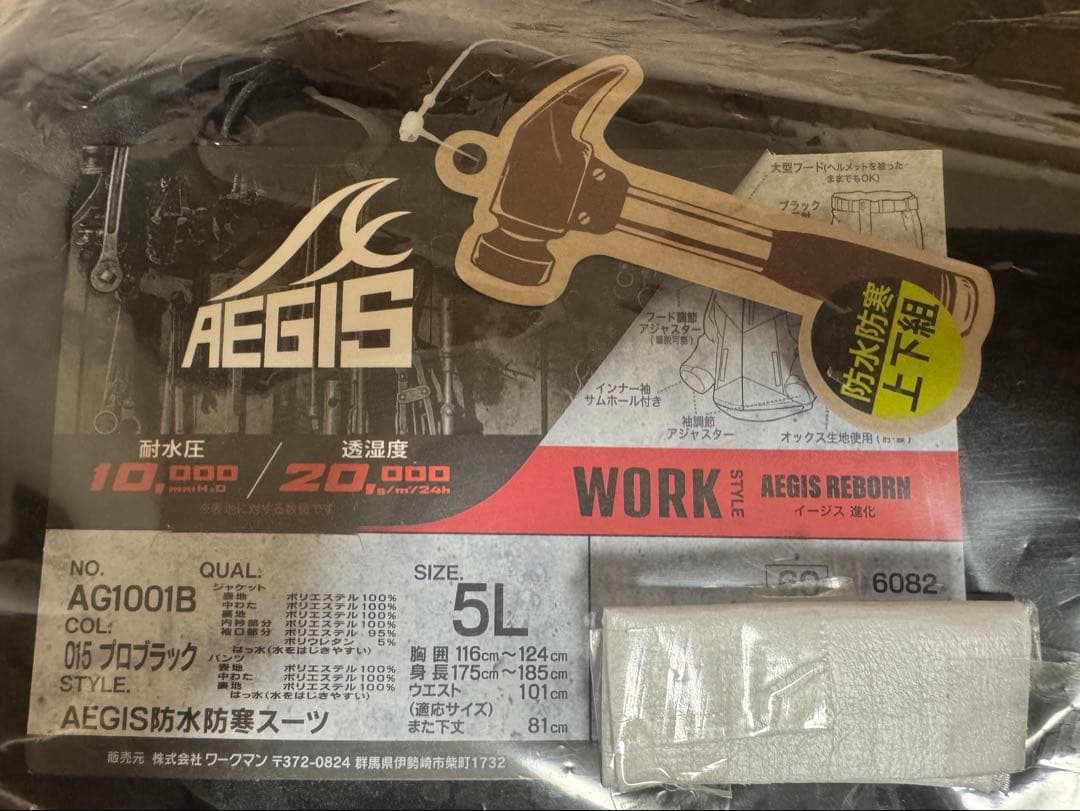 大型フード(ヘルメットを被った
ままでもOK)
ブラック
AEGIS
フード調節
アジャスター
(着脱可能)
インナー袖
サムホール付き
袖調節
アジャスター
オックス生地使用
防水防寒
上下組
耐水圧
10,000
mmH₂O
透湿度
20,000
g/m²/24h
※表地に対する数値です
WORK STYLE
AEGIS REBORN
イージス 進化
NO.
AG1001B
COL.
015 プロブラック
STYLE.
AEGIS防水防寒スーツ
QUAL.
ジャケット
表地 ポリエステル100%
中わた ポリエステル100%
裏地 ポリエステル100%
内衿部分 ポリエステル100%
袖口部分 ポリエステル 95%
ポリウレタン 5%
はっ水(水をはじきやすい)
パンツ
表地 ポリエステル100%
中わた ポリエステル100%
裏地 ポリエステル100%
はっ水(水をはじきやすい)
SIZE.
5L
胸囲 116cm～124cm
身長 175cm～185cm
ウエスト 101cm
(適応サイズ)
また下丈 81cm
6082
販売元 株式会社 ワークマン 〒372-0824 群馬県伊勢崎市柴町1732